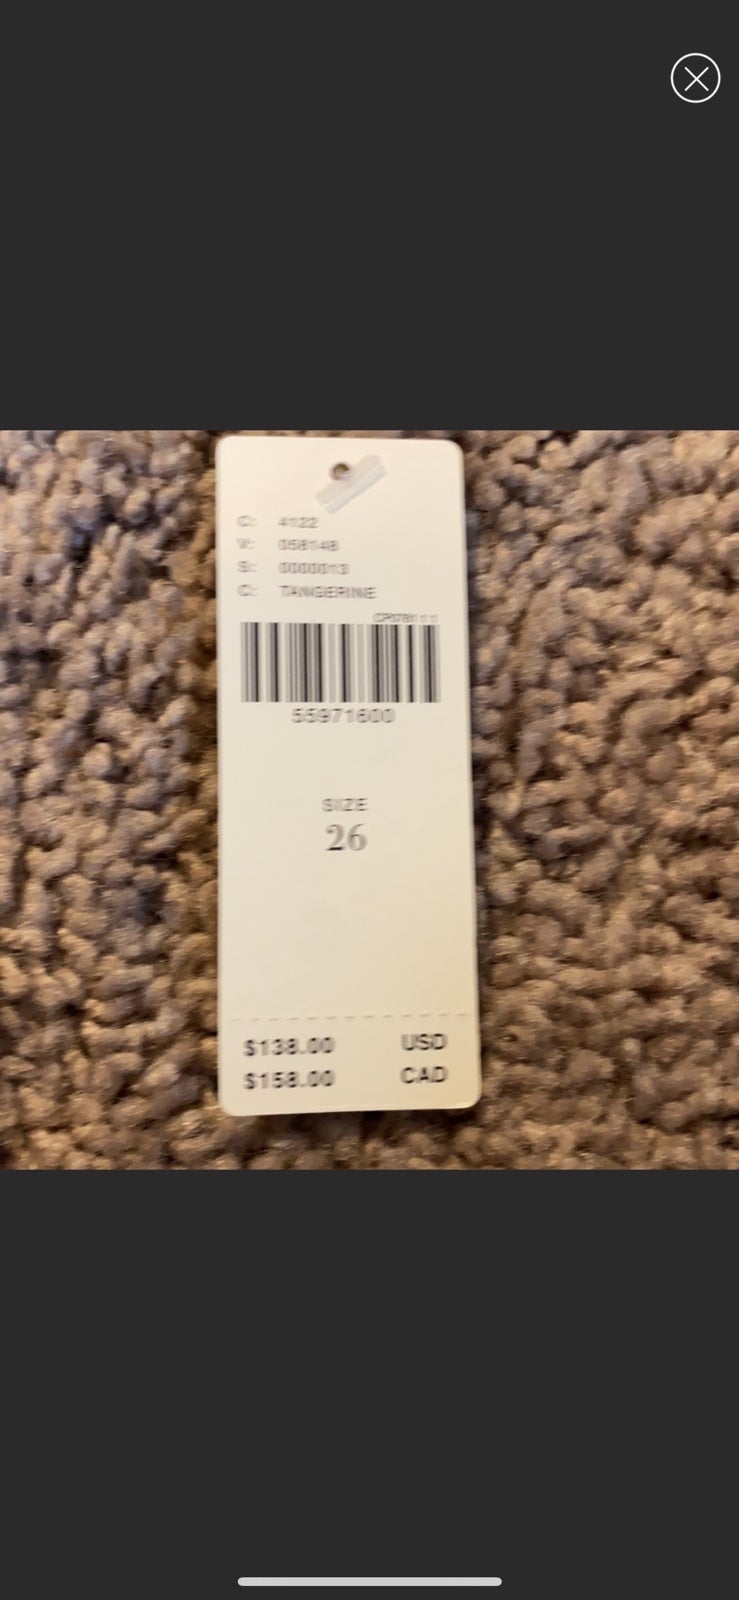 C: 4122
V: 058148
S: 0000013
C: TANGERINE
55971600
SIZE
26
$138.00 USD
$158.00 CAD